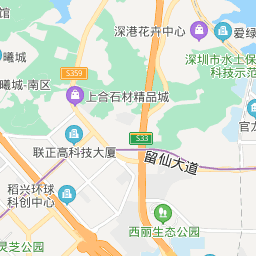 馆
深港花卉中心
爱绿
曦城
深圳市水土保
科技示范
S359
曦城-南区
上合石材精品城
官龙
S33
联正高科技大厦
留仙大道
稻兴环球
科创中心
西丽生态公园
灵芝公园